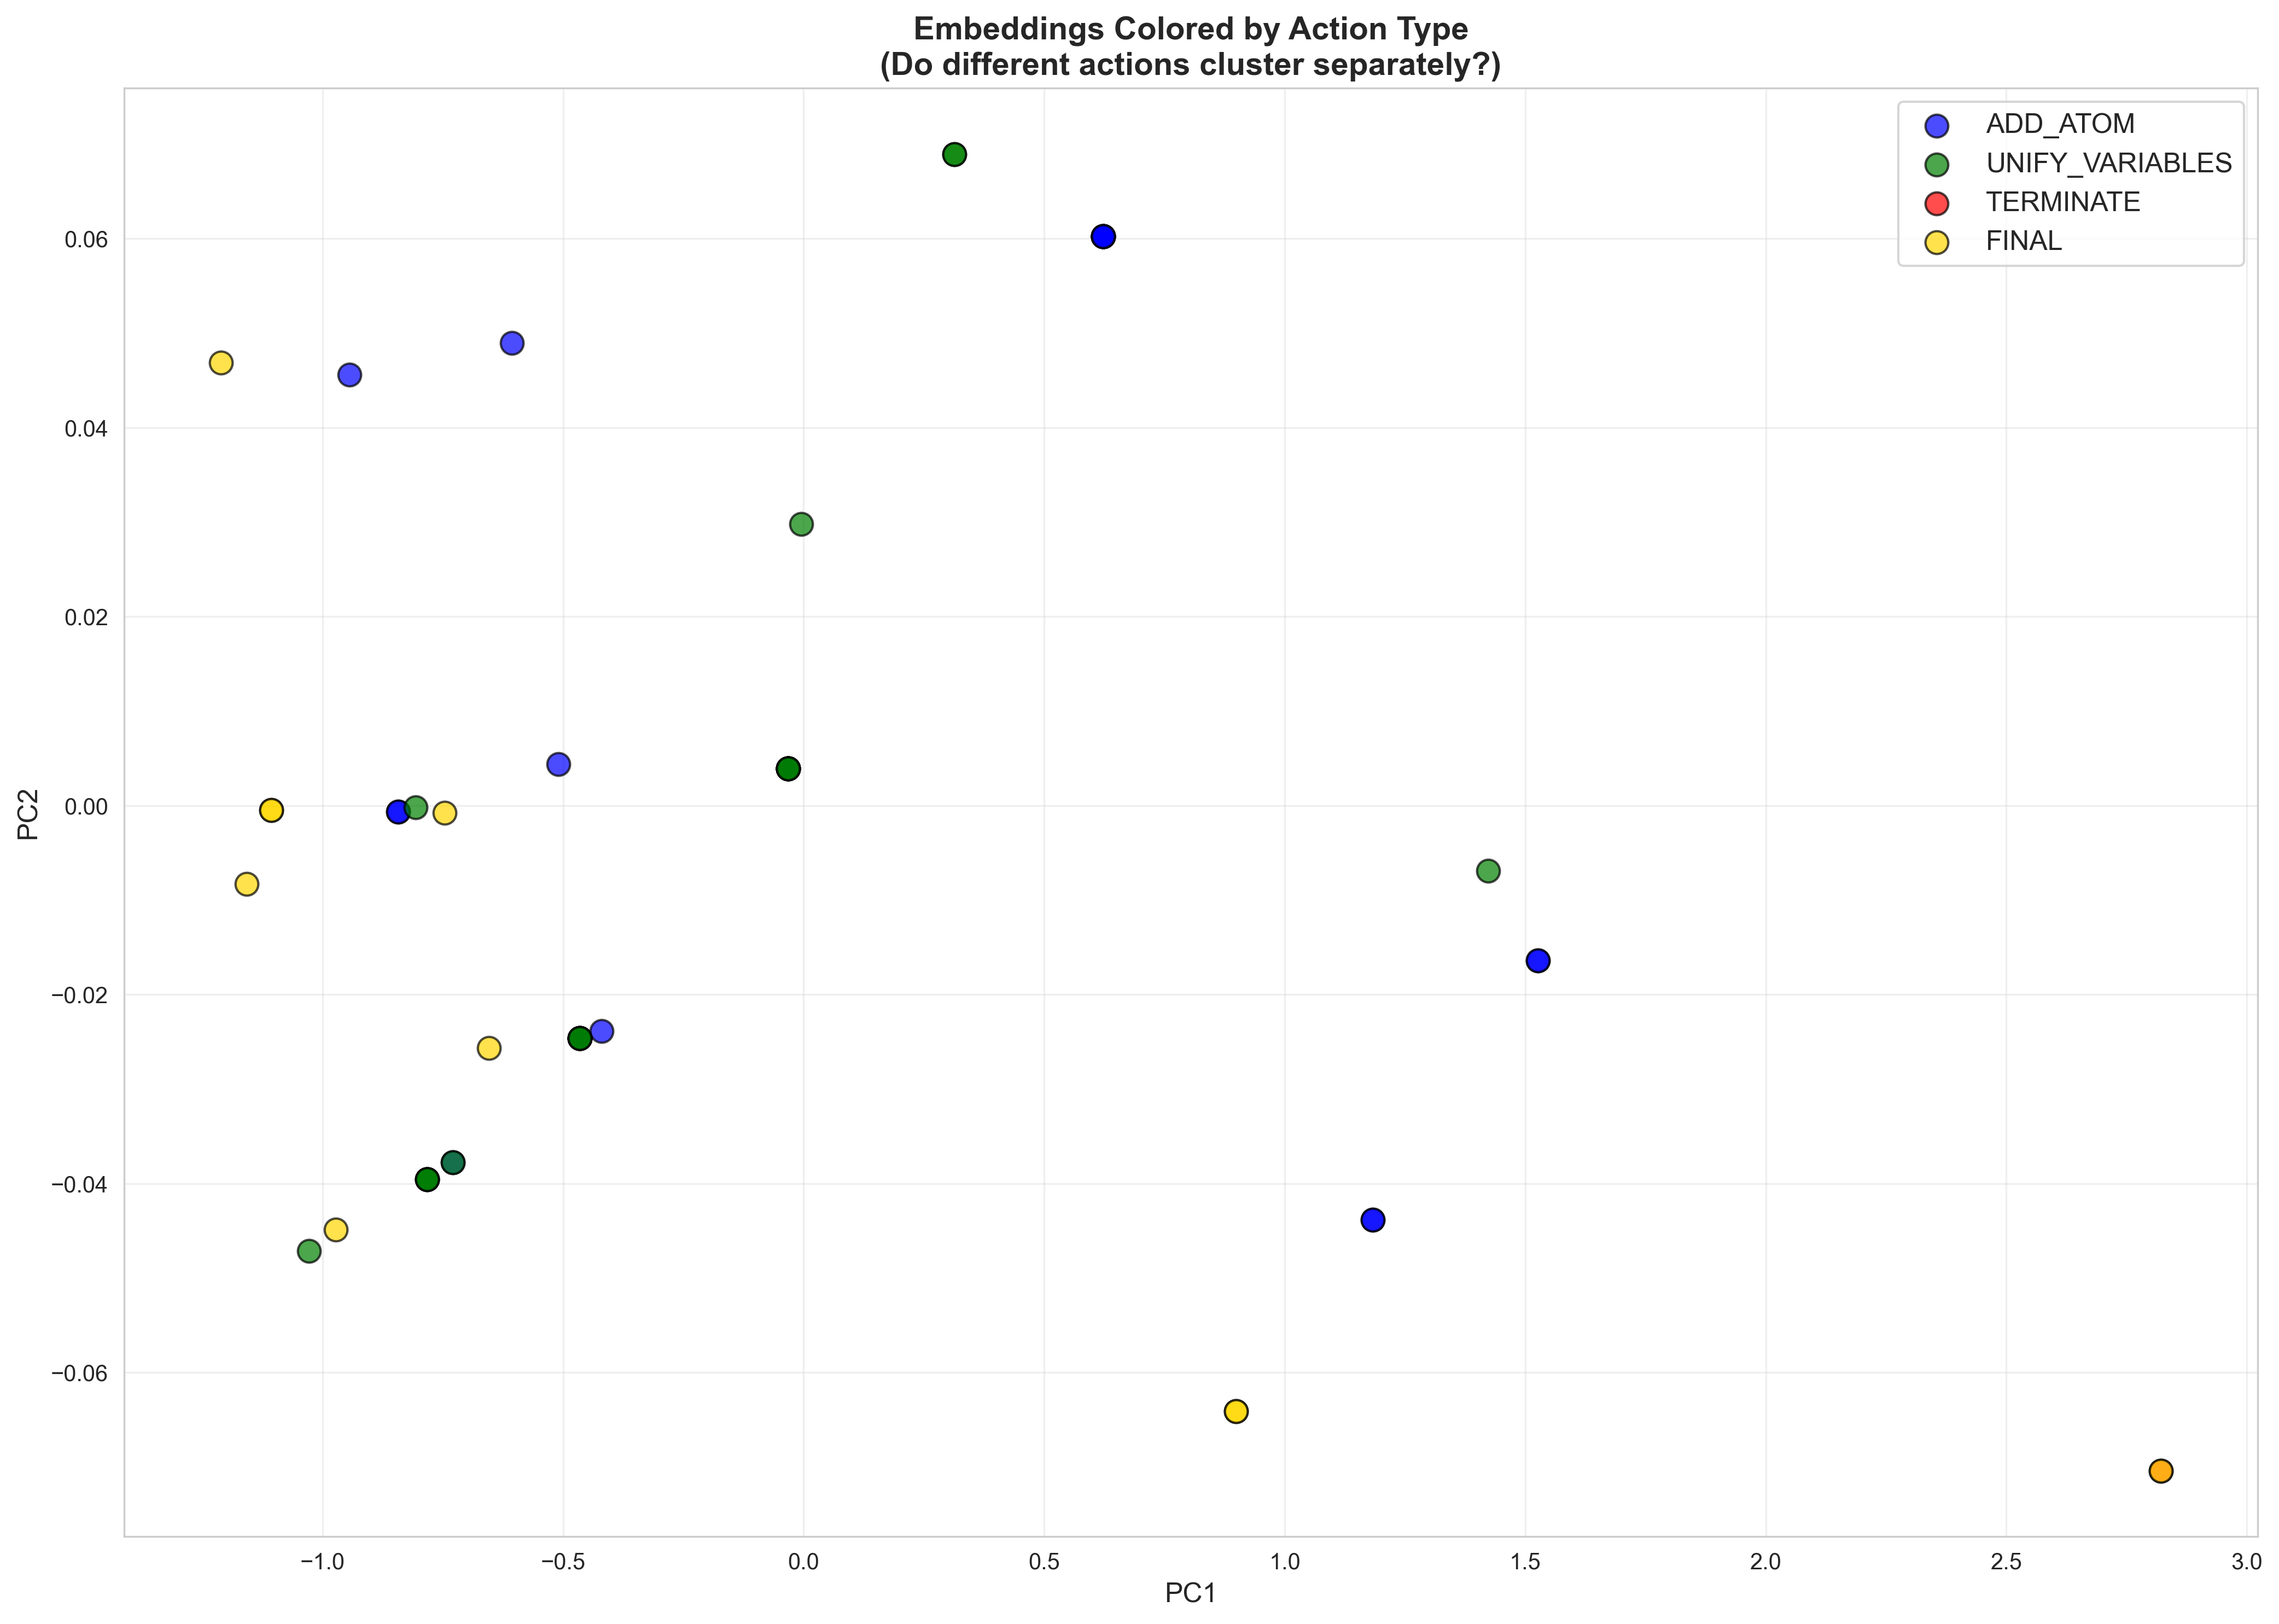 Embeddings Colored by Action Type
(Do different actions cluster separately?)
ADD_ATOM
UNIFY_VARIABLES
TERMINATE
FINAL
0.06
0.04
0.02
0.00
−0.02
−0.04
−0.06
PC2
−1.0 −0.5 0.0 0.5 1.0 1.5 2.0 2.5 3.0
PC1